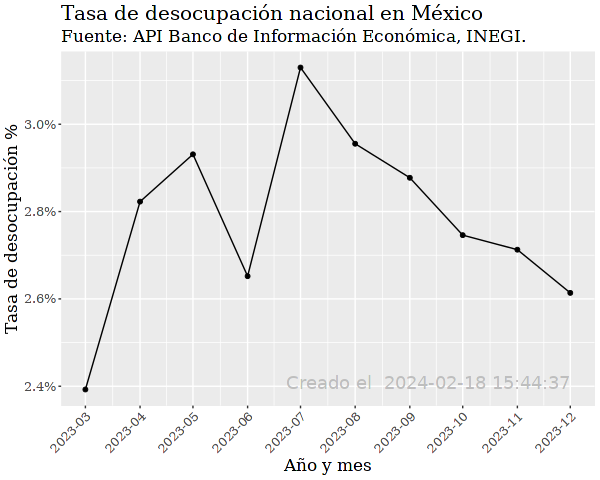 Tasa de desocupación nacional en México
Fuente: API Banco de Información Económica, INEGI.
Tasa de desocupación %
3.0%
2.8%
2.6%
2.4%
Creado el  2024-02-18 15:44:37
2023-03
2023-04
2023-05
2023-06
2023-07
2023-08
2023-09
2023-10
2023-11
2023-12
Año y mes